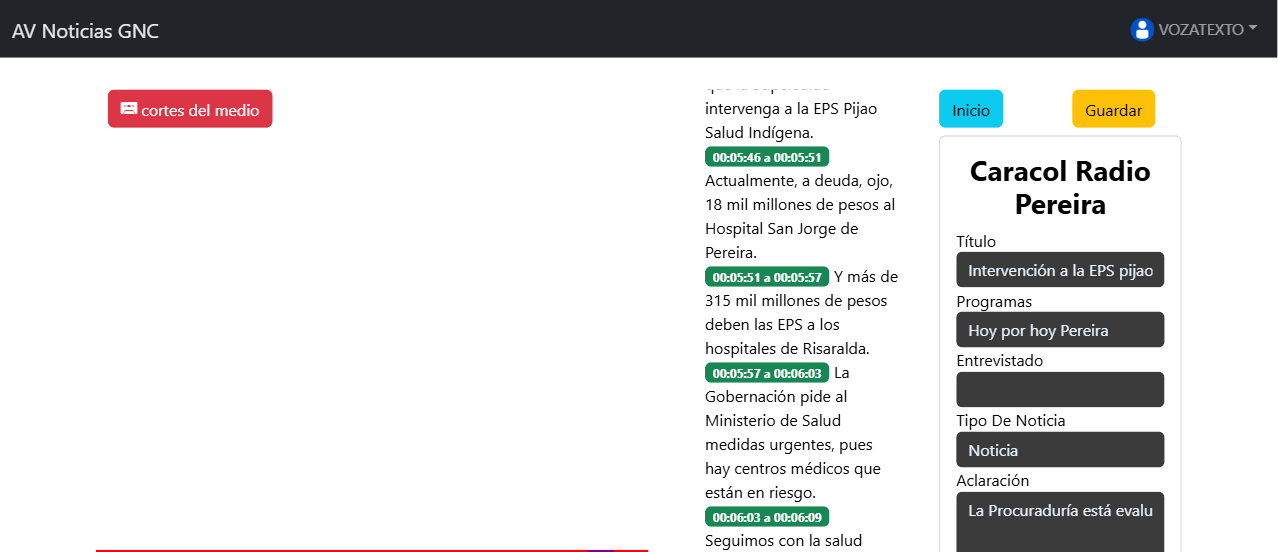 AV Noticias GNC
VOZATEXTO
cortes del medio
intervenga a la EPS Pijao
Salud Indígena.
00:05:46 a 00:05:51
Actualmente, a deuda, ojo,
18 mil millones de pesos al
Hospital San Jorge de
Pereira.
00:05:51 a 00:05:57 Y más de
315 mil millones de pesos
deben las EPS a los
hospitales de Risaralda.
00:05:57 a 00:06:03 La
Gobernación pide al
Ministerio de Salud
medidas urgentes, pues
hay centros médicos que
están en riesgo.
00:06:03 a 00:06:09
Seguimos con la salud
Inicio
Guardar
Caracol Radio
Pereira
Título
Intervención a la EPS pijao
Programas
Hoy por hoy Pereira
Entrevistado
Tipo De Noticia
Noticia
Aclaración
La Procuraduría está evalu